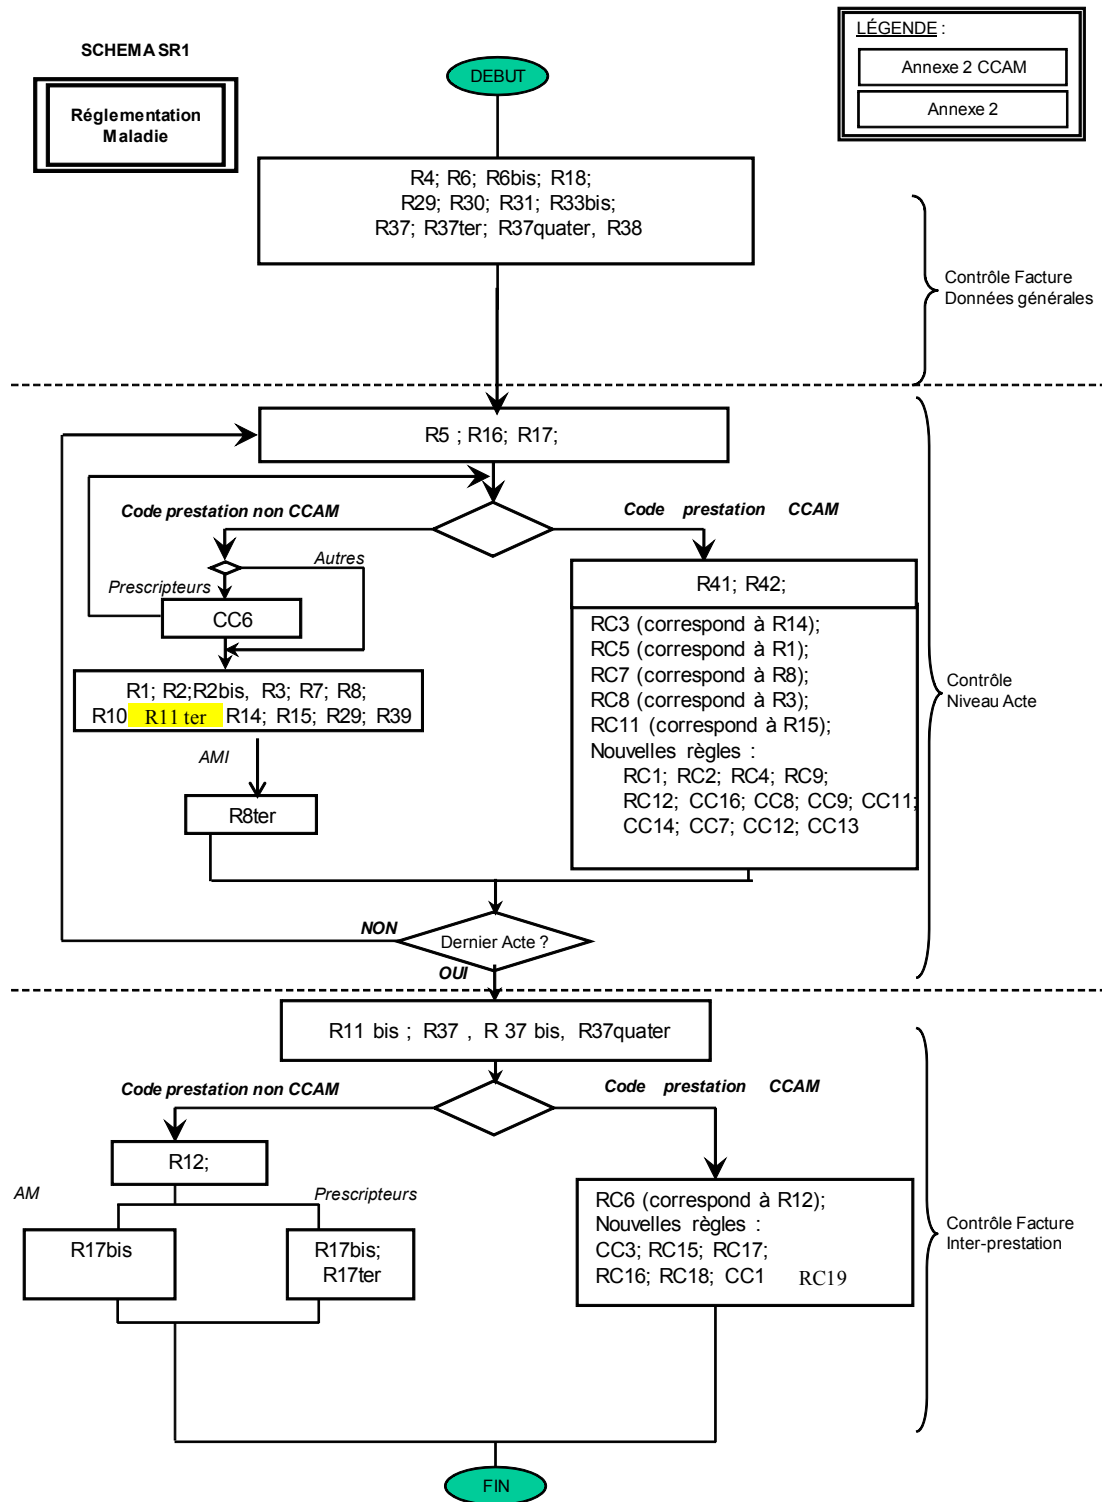 SCHEMA SR1
Réglementation
Maladie
LÉGENDE :
Annexe 2 CCAM
Annexe 2
DEBUT
R4; R6; R6bis; R18;
R29; R30; R31; R33bis;
R37; R37ter; R37quater, R38
Contrôle Facture
Données générales
R5 ; R16; R17;
Code prestation non CCAM
Code prestation CCAM
Autres
Prescripteurs
CC6
R1; R2;R2bis, R3; R7; R8;
R10 R11 ter R14; R15; R29; R39
AMI
R8ter
R41; R42;
RC3 (correspond à R14);
RC5 (correspond à R1);
RC7 (correspond à R8);
RC8 (correspond à R3);
RC11 (correspond à R15);
Nouvelles règles :
RC1; RC2; RC4; RC9;
RC12; CC16; CC8; CC9; CC11;
CC14; CC7; CC12; CC13
Contrôle
Niveau Acte
NON
Dernier Acte ?
OUI
R11 bis ; R37 , R 37 bis, R37quater
Code prestation non CCAM
Code prestation CCAM
R12;
AM
Prescripteurs
R17bis
R17bis;
R17ter
RC6 (correspond à R12);
Nouvelles règles :
CC3; RC15; RC17;
RC16; RC18; CC1 RC19
Contrôle Facture
Inter-prestation
FIN